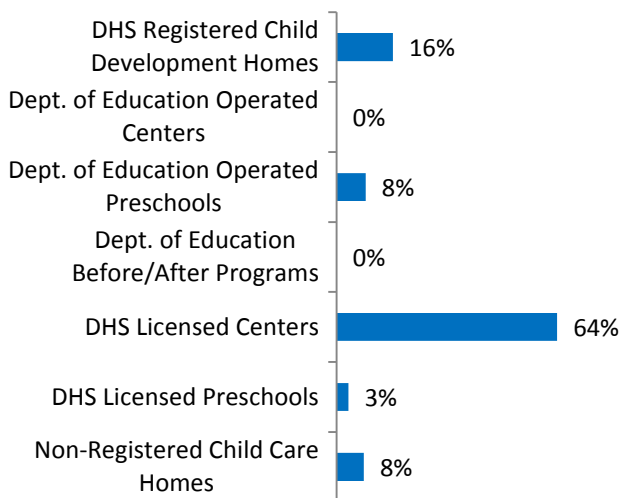 DHS Registered Child
Development Homes
16%
Dept. of Education Operated
Centers
0%
Dept. of Education Operated
Preschools
8%
Dept. of Education
Before/After Programs
0%
DHS Licensed Centers
64%
DHS Licensed Preschools
3%
Non-Registered Child Care
Homes
8%